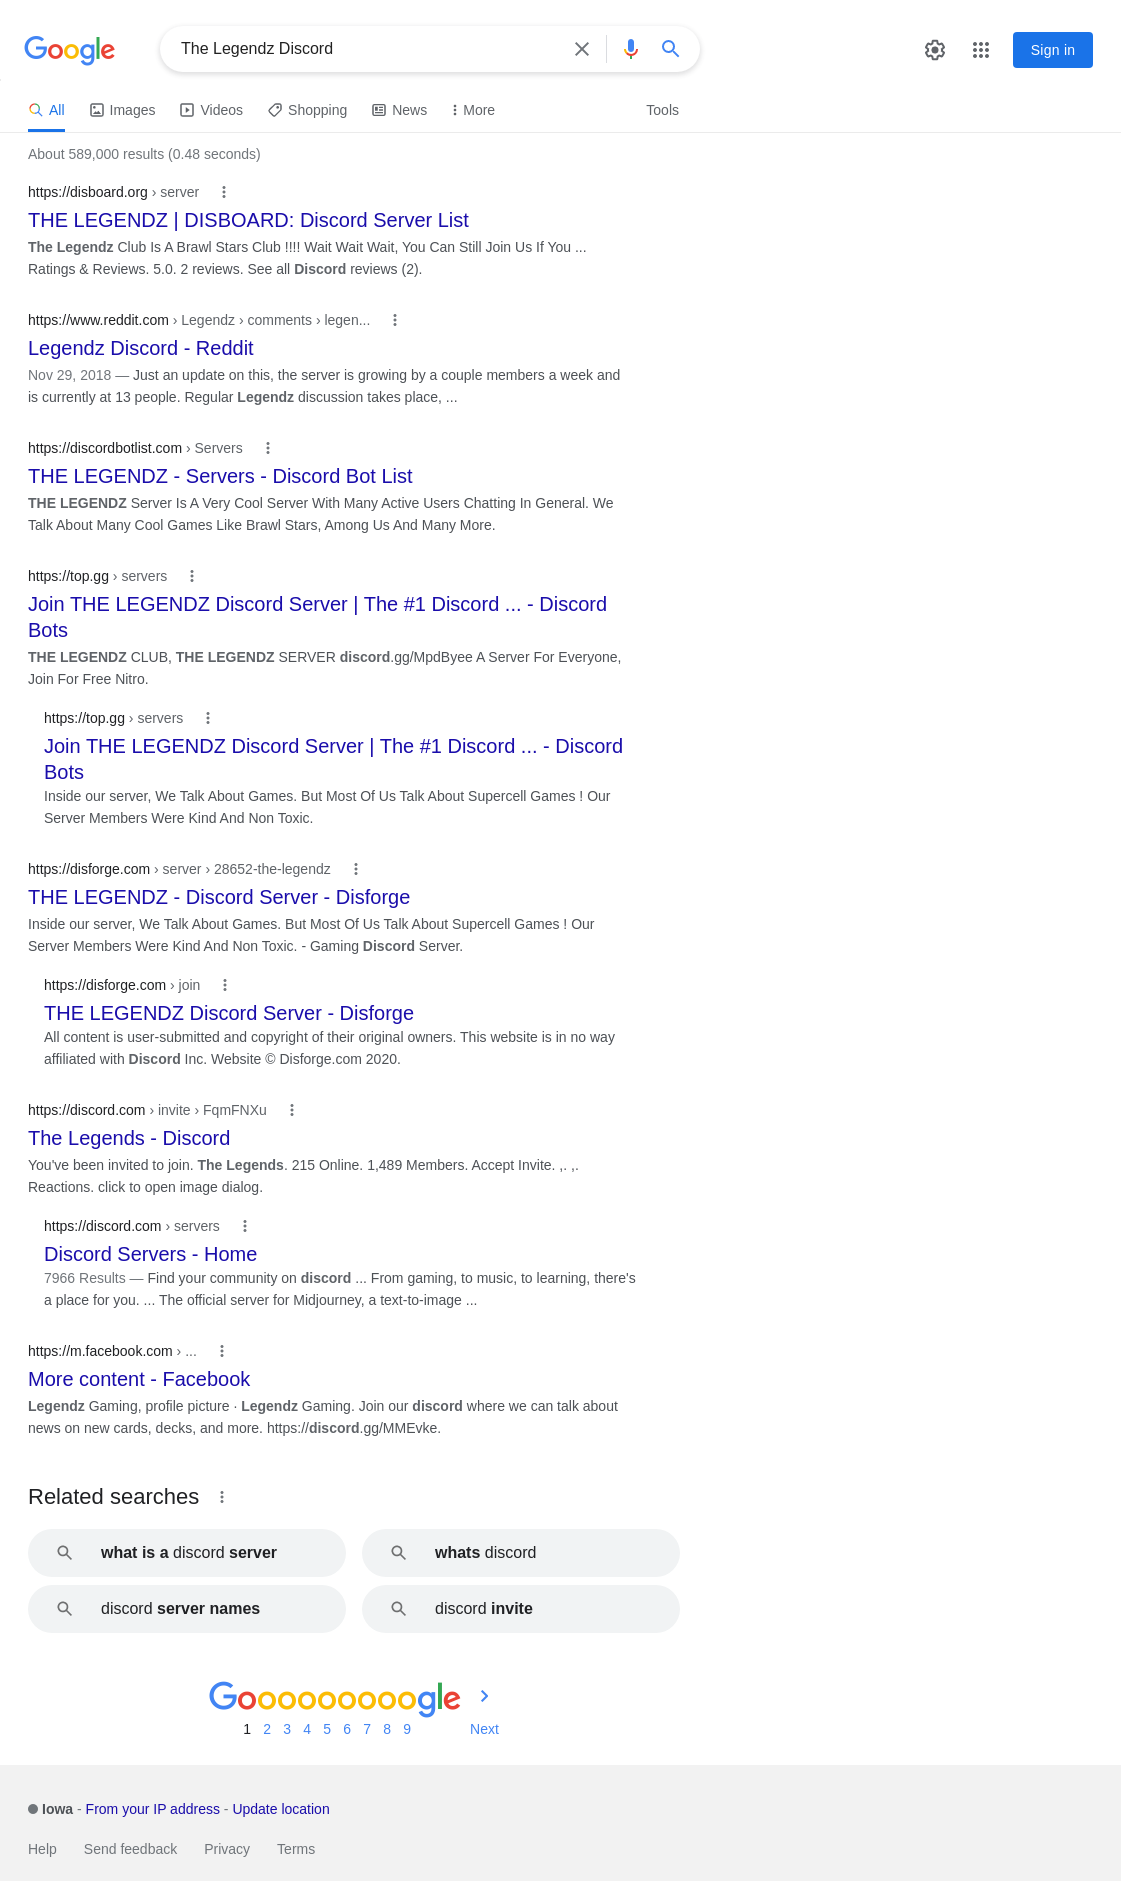 Google
The Legendz Discord
Sign in
All
Images
Videos
Shopping
News
More
Tools
About 589,000 results (0.48 seconds)
https://disboard.org › server
THE LEGENDZ | DISBOARD: Discord Server List
The Legendz Club Is A Brawl Stars Club !!!! Wait Wait Wait, You Can Still Join Us If You ...
Ratings & Reviews. 5.0. 2 reviews. See all Discord reviews (2).
https://www.reddit.com › Legendz › comments › legen...
Legendz Discord - Reddit
Nov 29, 2018 — Just an update on this, the server is growing by a couple members a week and
is currently at 13 people. Regular Legendz discussion takes place, ...
https://discordbotlist.com › Servers
THE LEGENDZ - Servers - Discord Bot List
THE LEGENDZ Server Is A Very Cool Server With Many Active Users Chatting In General. We
Talk About Many Cool Games Like Brawl Stars, Among Us And Many More.
https://top.gg › servers
Join THE LEGENDZ Discord Server | The #1 Discord ... - Discord
Bots
THE LEGENDZ CLUB, THE LEGENDZ SERVER discord.gg/MpdByee A Server For Everyone,
Join For Free Nitro.
https://top.gg › servers
Join THE LEGENDZ Discord Server | The #1 Discord ... - Discord
Bots
Inside our server, We Talk About Games. But Most Of Us Talk About Supercell Games ! Our
Server Members Were Kind And Non Toxic.
https://disforge.com › server › 28652-the-legendz
THE LEGENDZ - Discord Server - Disforge
Inside our server, We Talk About Games. But Most Of Us Talk About Supercell Games ! Our
Server Members Were Kind And Non Toxic. - Gaming Discord Server.
https://disforge.com › join
THE LEGENDZ Discord Server - Disforge
All content is user-submitted and copyright of their original owners. This website is in no way
affiliated with Discord Inc. Website © Disforge.com 2020.
https://discord.com › invite › FqmFNXu
The Legends - Discord
You've been invited to join. The Legends. 215 Online. 1,489 Members. Accept Invite. ,. ,.
Reactions. click to open image dialog.
https://discord.com › servers
Discord Servers - Home
7966 Results — Find your community on discord ... From gaming, to music, to learning, there's
a place for you. ... The official server for Midjourney, a text-to-image ...
https://m.facebook.com › ...
More content - Facebook
Legendz Gaming, profile picture · Legendz Gaming. Join our discord where we can talk about
news on new cards, decks, and more. https://discord.gg/MMEvke.
Related searches
what is a discord server
whats discord
discord server names
discord invite
Gooooooooogle
1 2 3 4 5 6 7 8 9 Next
Iowa - From your IP address - Update location
Help Send feedback Privacy Terms